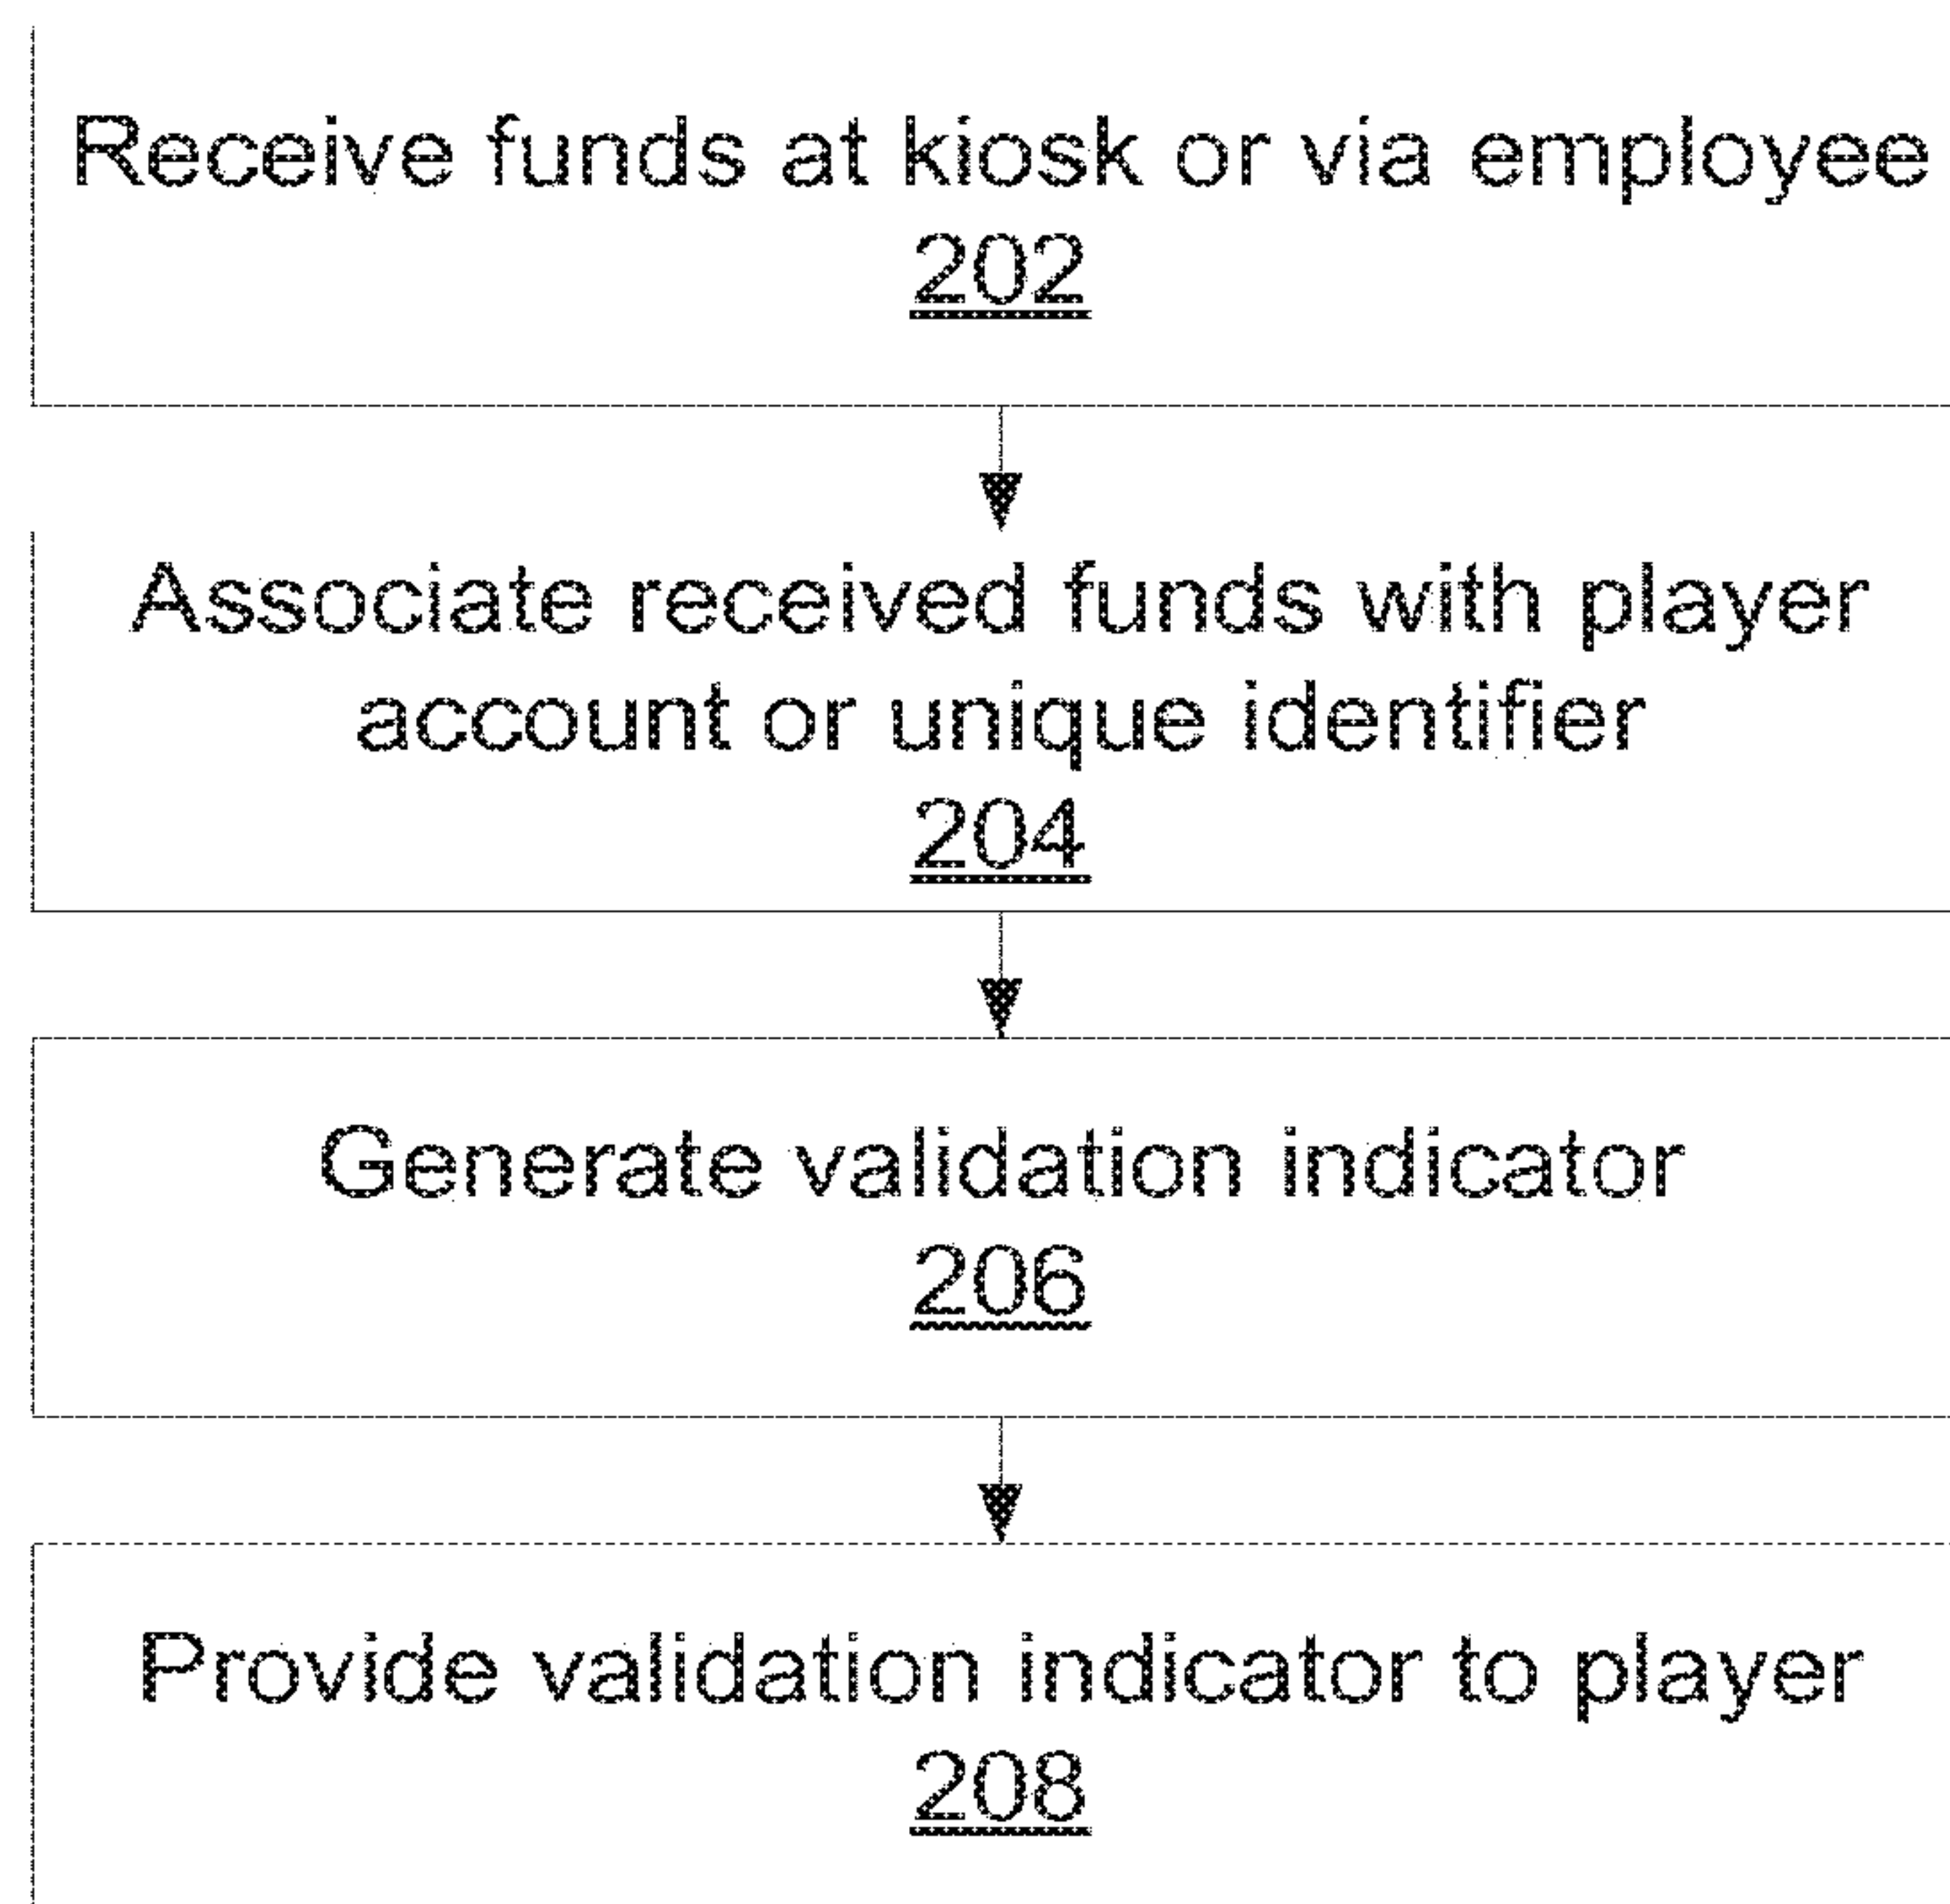 Receive funds at kiosk or via employee
202
Associate received funds with player
account or unique identifier
204
Generate validation indicator
206
Provide validation indicator to player
208